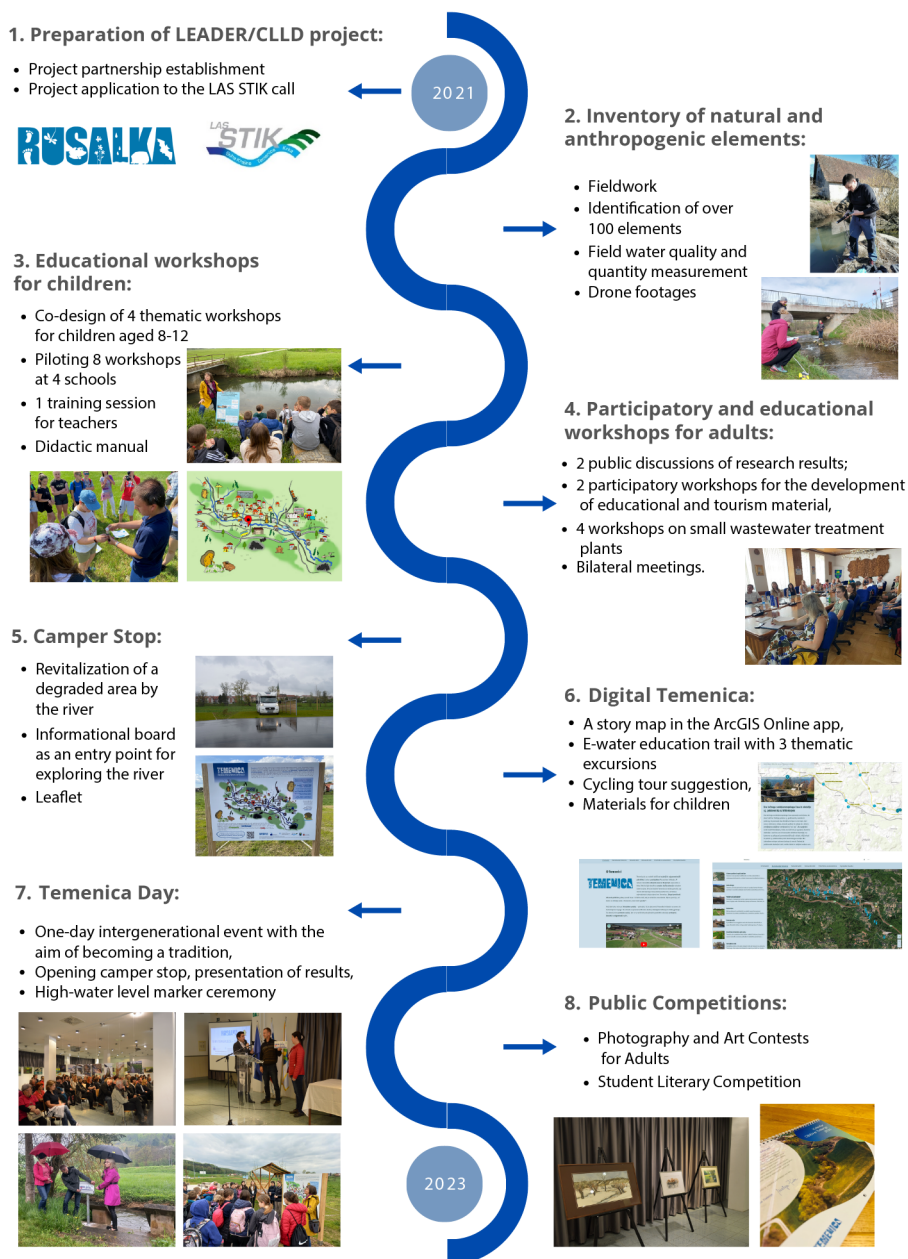 1. Preparation of LEADER/CLLD project:
• Project partnership establishment
• Project application to the LAS STIK call
RUSALKA
LAS
STIK
2021
2. Inventory of natural and
anthropogenic elements:
• Fieldwork
• Identification of over
100 elements
• Field water quality and
quantity measurement
• Drone footages
3. Educational workshops
for children:
• Co-design of 4 thematic workshops
for children aged 8-12
• Piloting 8 workshops
at 4 schools
• 1 training session
for teachers
• Didactic manual
4. Participatory and educational
workshops for adults:
• 2 public discussions of research results;
• 2 participatory workshops for the development
of educational and tourism material,
• 4 workshops on small wastewater treatment
plants
• Bilateral meetings.
5. Camper Stop:
• Revitalization of a
degraded area by
the river
• Informational board
as an entry point for
exploring the river
• Leaflet
TEMENICA
6. Digital Temenica:
• A story map in the ArcGIS Online app,
• E-water education trail with 3 thematic
excursions
• Cycling tour suggestion,
• Materials for children
TEMENICA
7. Temenica Day:
• One-day intergenerational event with the
aim of becoming a tradition,
• Opening camper stop, presentation of results,
• High-water level marker ceremony
8. Public Competitions:
• Photography and Art Contests
for Adults
• Student Literary Competition
TEMENICA
2023